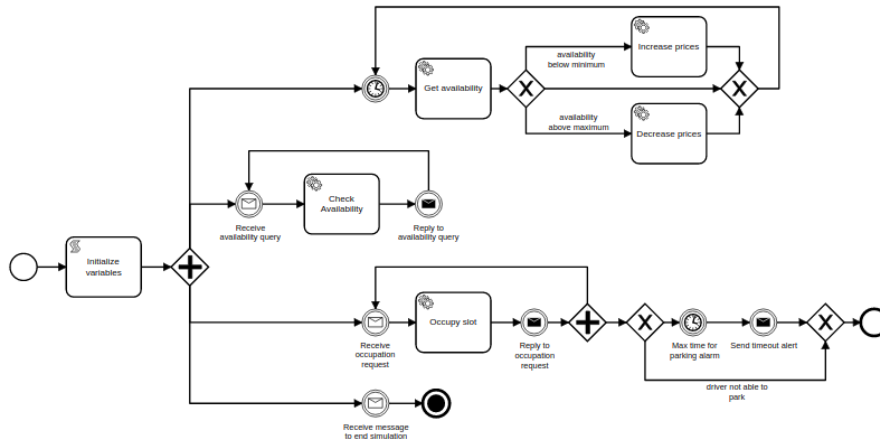 Increase prices
availability
below minimum
Get availability
availability
above maximum
Decrease prices
Check
Availability
Receive
availability query
Reply to
availability query
Initialize
variables
Occupy slot
Receive
occupation
request
Reply to
occupation
request
Max time for
parking alarm
Send timeout alert
driver not able to
park
Receive message
to end simulation